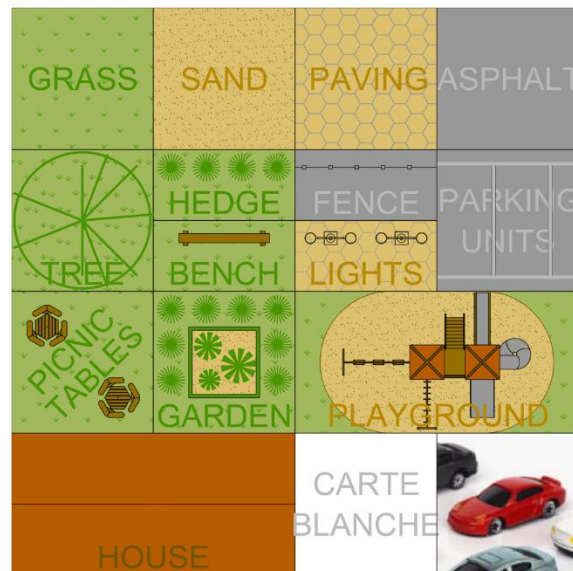 GRASS
SAND
PAVING
ASPHALT
TREE
HEDGE
BENCH
FENCE
LIGHTS
PARKING
UNITS
PICNIC
TABLES
GARDEN
PLAYGROUND
HOUSE
CARTE
BLANCHE